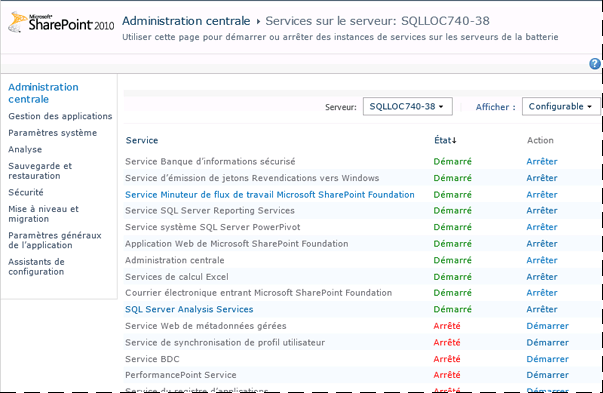 Microsoft
SharePoint 2010
Administration centrale ▸ Services sur le serveur: SQLLOC740-38
Utiliser cette page pour démarrer ou arrêter des instances de services sur les serveurs de la batterie
?
Administration
centrale
Gestion des applications
Paramètres système
Analyse
Sauvegarde et
restauration
Sécurité
Mise à niveau et
migration
Paramètres généraux
de l'application
Assistants de
configuration
Serveur: SQLLOC740-38 Afficher : Configurable
Service État↓ Action
Service Banque d'informations sécurisé Démarré Arrêter
Service d'émission de jetons Revendications vers Windows Démarré Arrêter
Service Minuteur de flux de travail Microsoft SharePoint Foundation Démarré Arrêter
Service SQL Server Reporting Services Démarré Arrêter
Service système SQL Server PowerPivot Démarré Arrêter
Application Web de Microsoft SharePoint Foundation Démarré Arrêter
Administration centrale Démarré Arrêter
Services de calcul Excel Démarré Arrêter
Courrier électronique entrant Microsoft SharePoint Foundation Démarré Arrêter
SQL Server Analysis Services Démarré Arrêter
Service Web de métadonnées gérées Arrêté Démarrer
Service de synchronisation de profil utilisateur Arrêté Démarrer
Service BDC Arrêté Démarrer
PerformancePoint Service Arrêté Démarrer
Service du registre d'applications Arrêté Démarrer